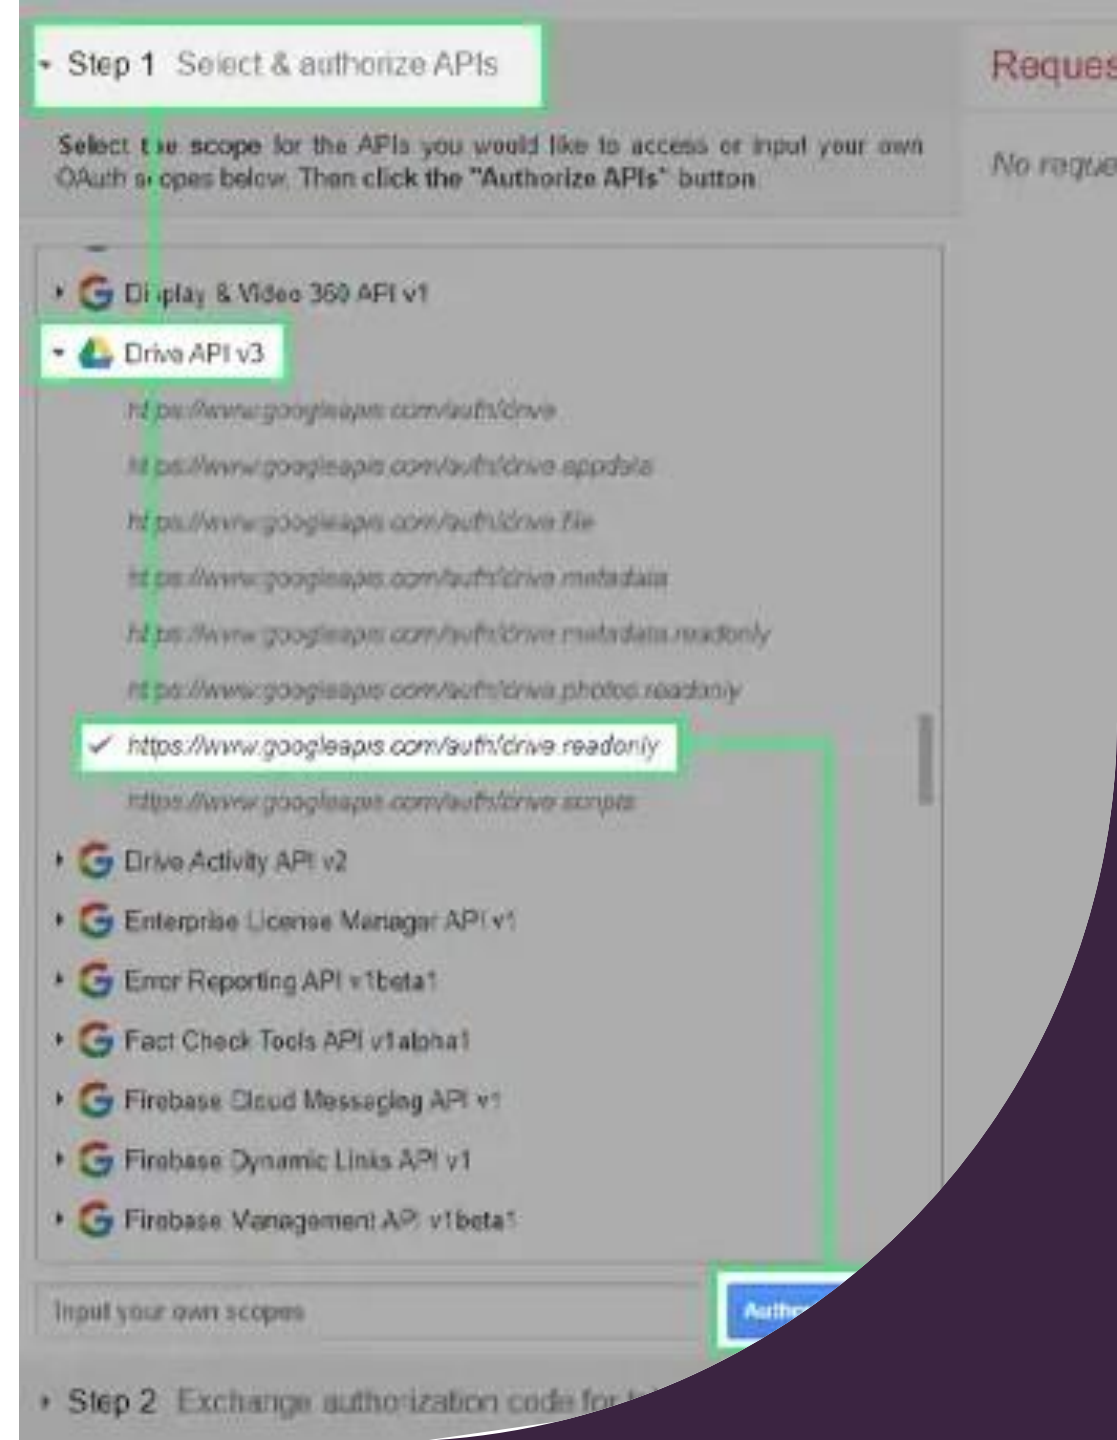 Step 1 Select & authorize APIs
Reques
Select the scope for the APIs you would like to access or input your own
OAuth scopes below. Then click the "Authorize APIs" button.
No reque
Display & Video 360 API v1
Drive API v3
https://www.googleapis.com/auth/drive
https://www.googleapis.com/auth/drive.appdata
https://www.googleapis.com/auth/drive.file
https://www.googleapis.com/auth/drive.metadata
https://www.googleapis.com/auth/drive.metadata.readonly
https://www.googleapis.com/auth/drive.photos.readonly
https://www.googleapis.com/auth/drive.readonly
https://www.googleapis.com/auth/drive.scripts
Drive Activity API v2
Enterprise License Manager API v1
Error Reporting API v1beta1
Fact Check Tools API v1alpha1
Firebase Cloud Messaging API v1
Firebase Dynamic Links API v1
Firebase Management API v1beta1
Input your own scopes
Autho
Step 2 Exchange authorization code for